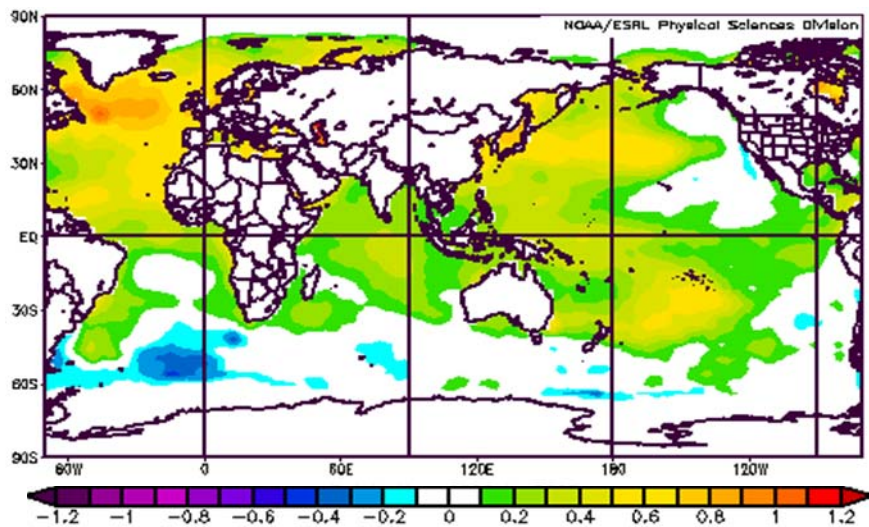 90N
NOAA/ESRL Physical Sciences Division
60N
30N
EQ
30S
60S
90S
60W 0 60E 120E 180 120W
-1.2 -1 -0.8 -0.6 -0.4 -0.2 0 0.2 0.4 0.6 0.8 1 1.2